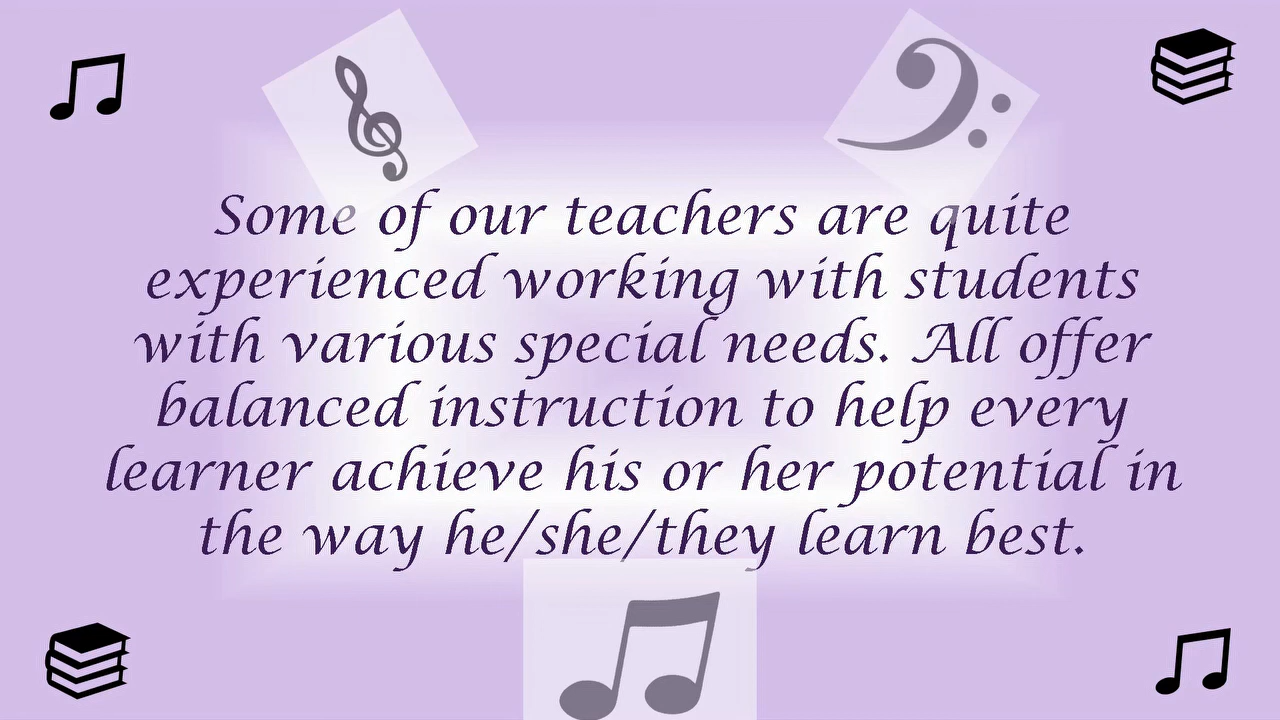 Some of our teachers are quite
experienced working with students
with various special needs. All offer
balanced instruction to help every
learner achieve his or her potential in
the way he/she/they learn best.